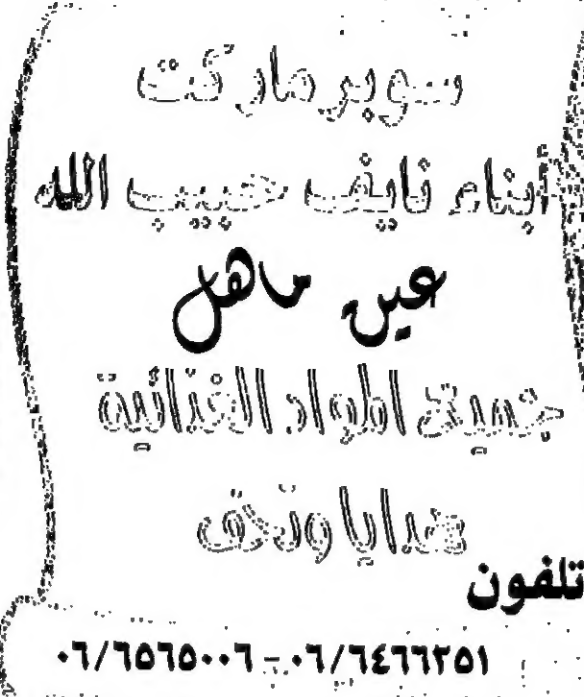 سوبر ماركت
أبناء نايف حبيب الله
عين ماهل
جميع المواد الغذائية
هدايا وتحف
تلفون
٠٦/٦٥٦٥٠٠٦ - ٠٦/٦٤٦٦٢٥١